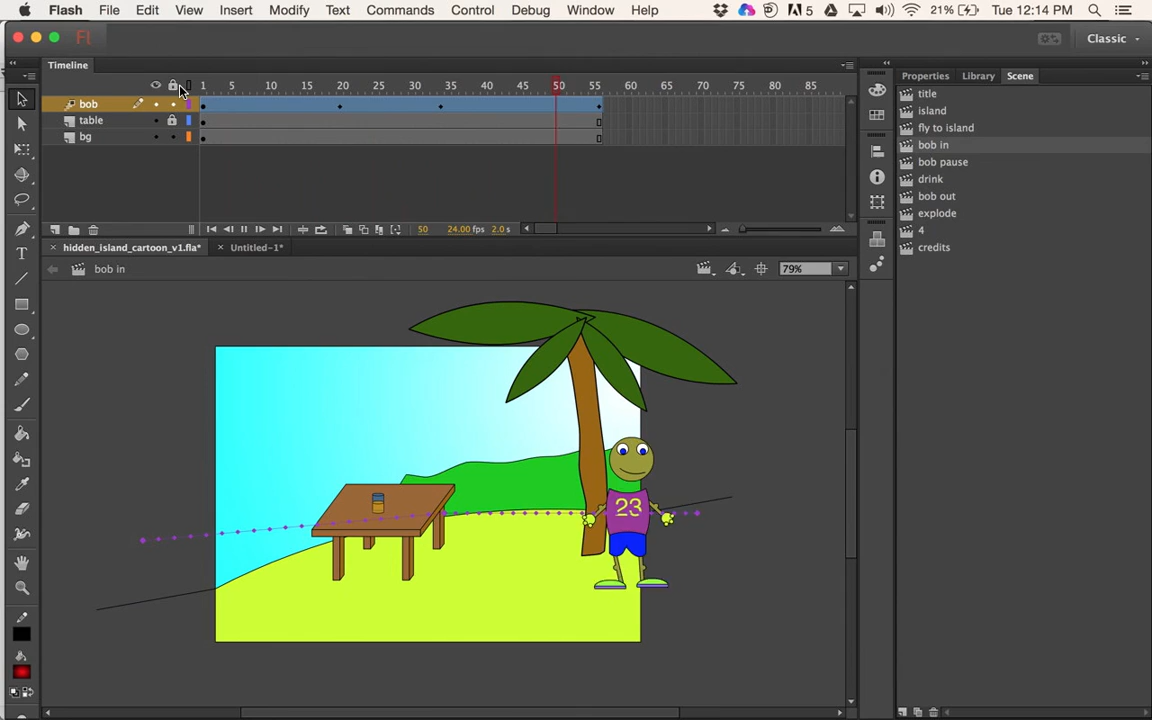 Flash File Edit View Insert Modify Text Commands Control Debug Window Help 5 21% Tue 12:14 PM
Fl Classic
Timeline Properties Library Scene
1 5 10 15 20 25 30 35 40 45 50 55 60 65 70 75 80 85
bob
table
bg
title
island
fly to island
bob in
bob pause
drink
bob out
explode
4
credits
50 24.00 fps 2.0 s
hidden_island_cartoon_v1.fla* Untitled-1*
bob in 79%
T
23